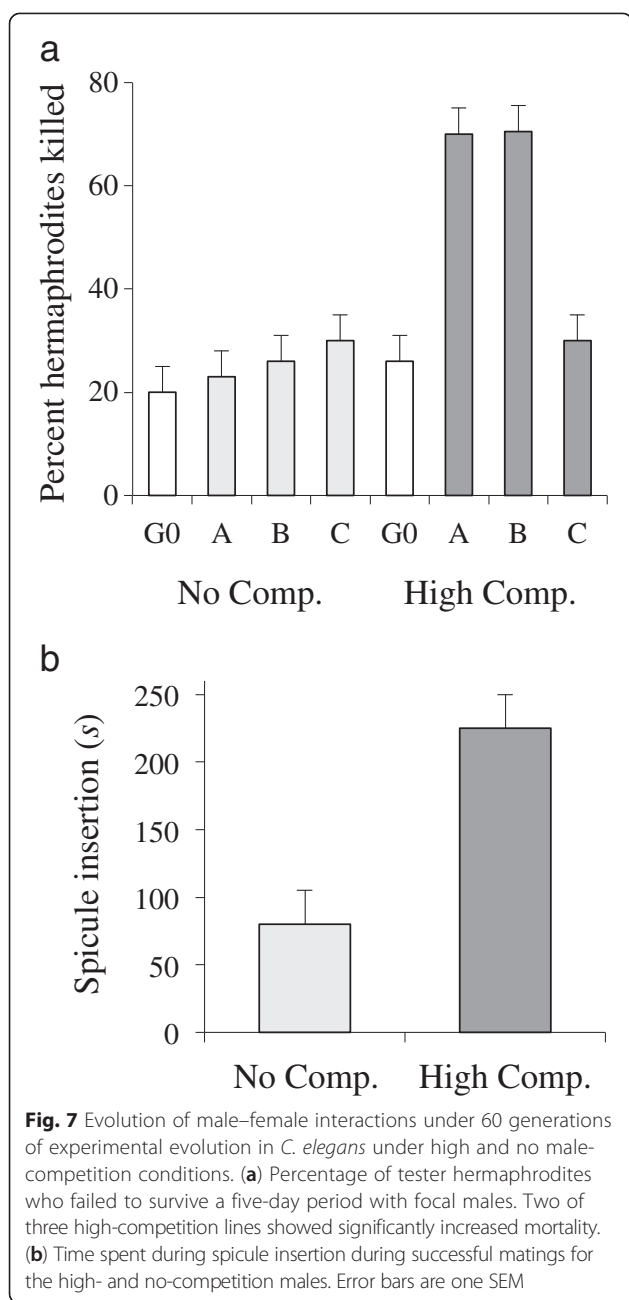 a
Percent hermaphrodites killed
80
60
40
20
0
G0 A B C G0 A B C
No Comp. High Comp.
b
Spicule insertion (s)
250
200
150
100
50
0
No Comp. High Comp.
Fig. 7 Evolution of male–female interactions under 60 generations
of experimental evolution in C. elegans under high and no male-
competition conditions. (a) Percentage of tester hermaphrodites
who failed to survive a five-day period with focal males. Two of
three high-competition lines showed significantly increased mortality.
(b) Time spent during spicule insertion during successful matings for
the high- and no-competition males. Error bars are one SEM